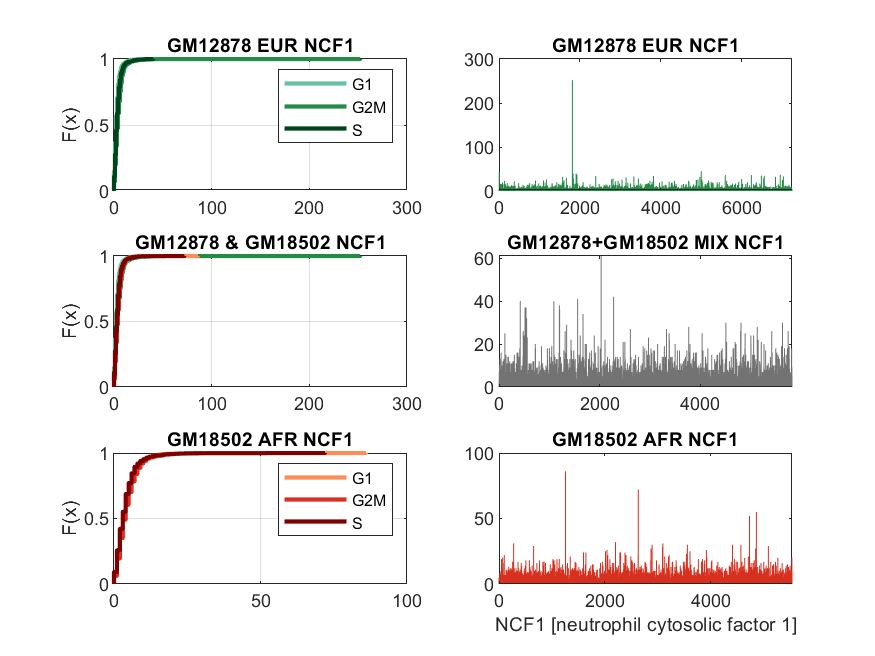 GM12878 EUR NCF1
F(x)
1
0.5
0
0
100
200
300
G1
G2M
S
GM12878 EUR NCF1
300
200
100
0
0
2000
4000
6000
GM12878 & GM18502 NCF1
F(x)
1
0.5
0
0
100
200
300
GM12878+GM18502 MIX NCF1
60
40
20
0
0
2000
4000
GM18502 AFR NCF1
F(x)
1
0.5
0
0
50
100
G1
G2M
S
GM18502 AFR NCF1
100
50
0
0
2000
4000
NCF1 [neutrophil cytosolic factor 1]